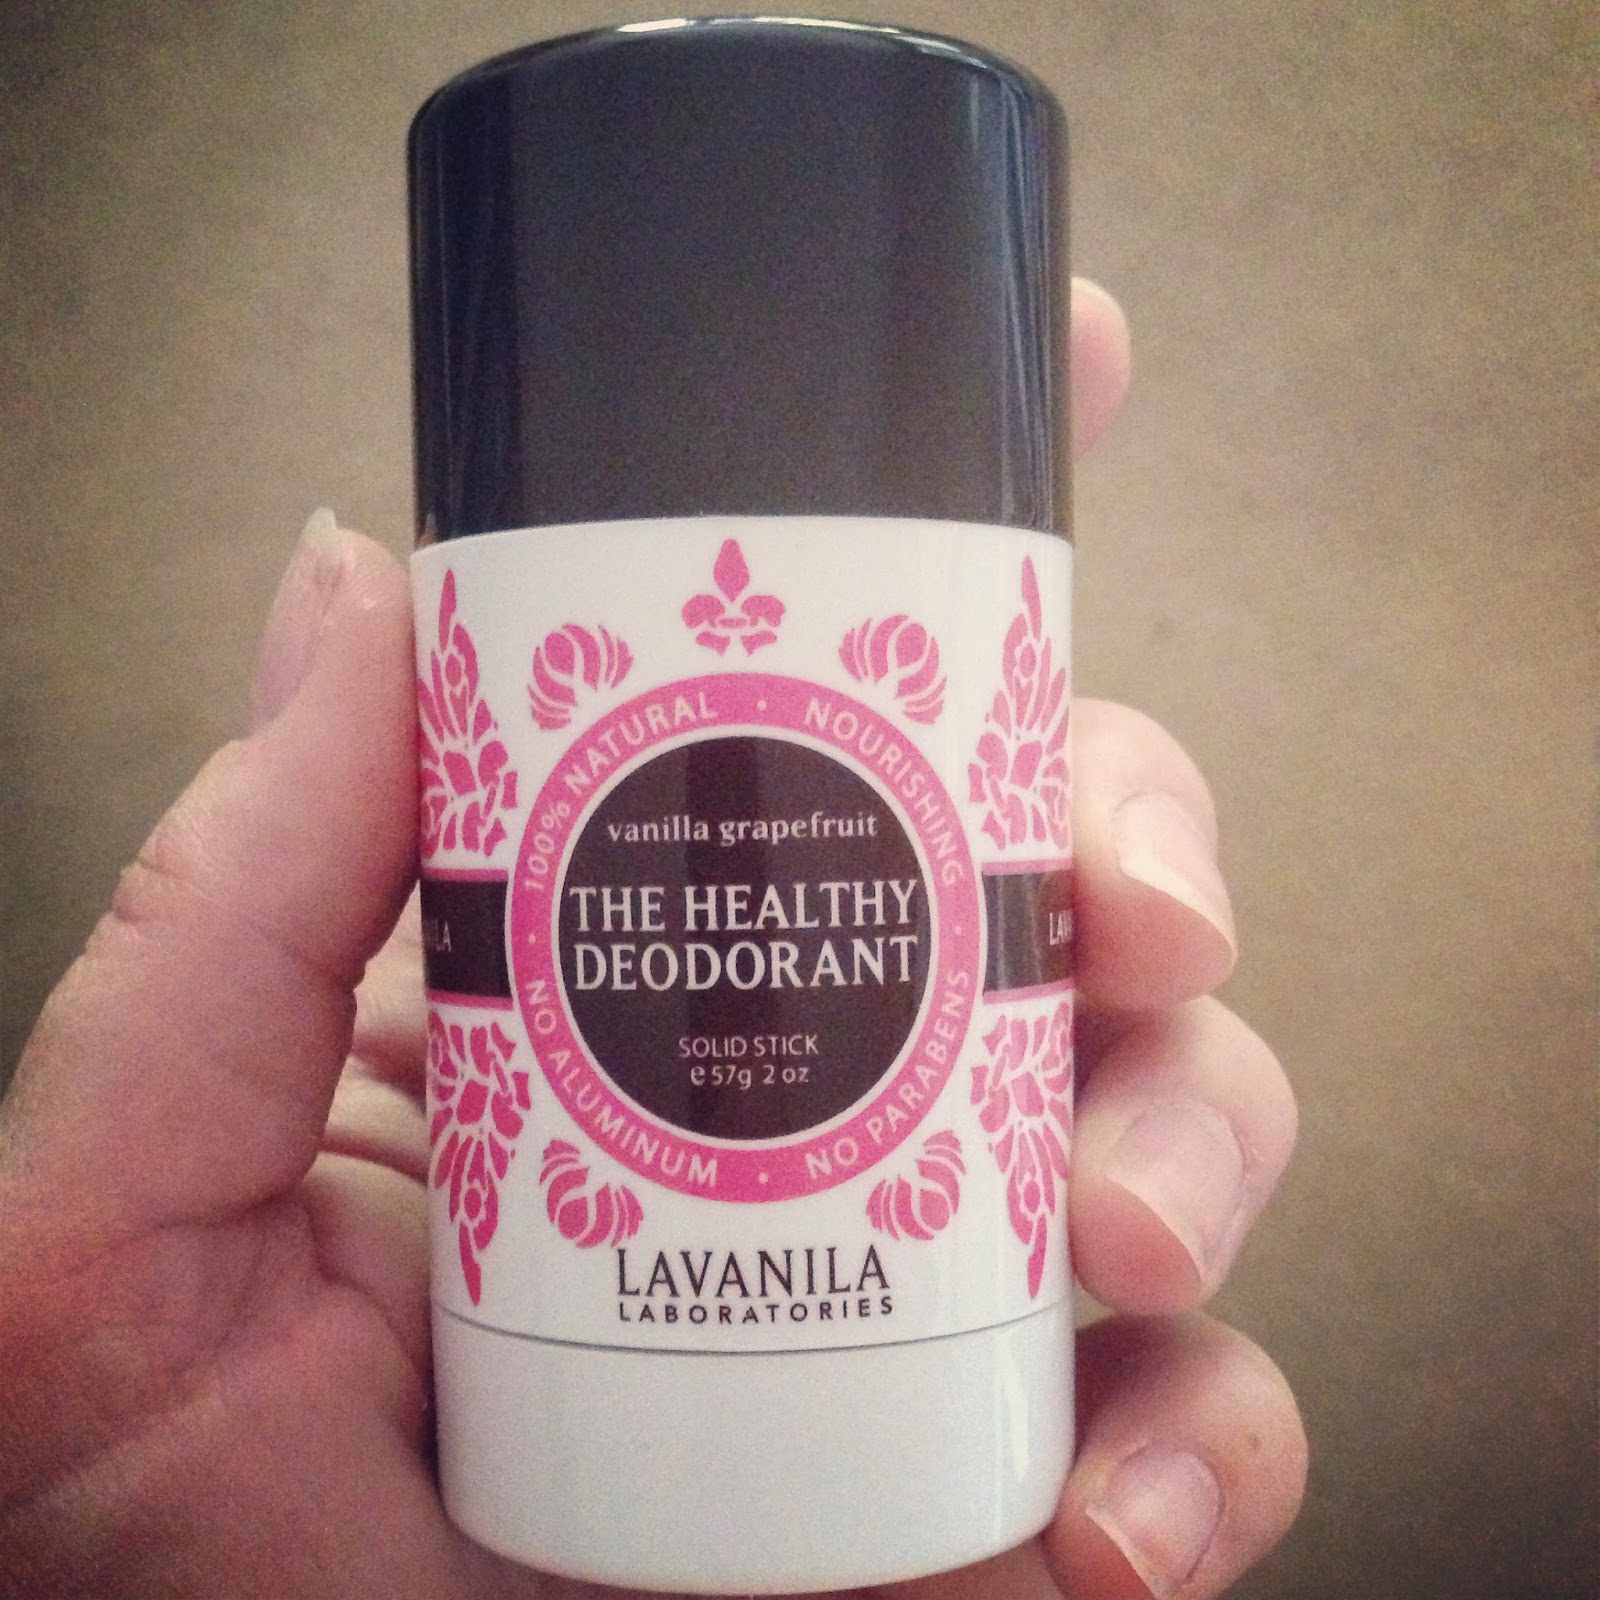 100% NATURAL · NOURISHING · NO PARABENS · NO ALUMINUM ·
vanilla grapefruit
THE HEALTHY
DEODORANT
SOLID STICK
℮ 57g 2 oz
LAVANILA
LABORATORIES